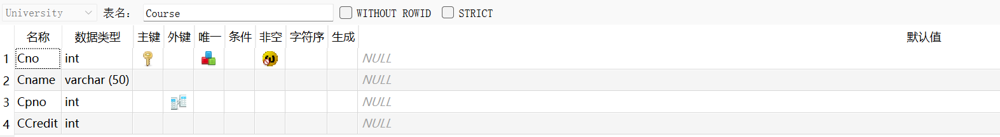 University 表名： Course WITHOUT ROWID STRICT
名称 数据类型 主键 外键 唯一 条件 非空 字符序 生成 默认值
1 Cno int NULL
2 Cname varchar (50) NULL
3 Cpno int NULL
4 CCredit int NULL